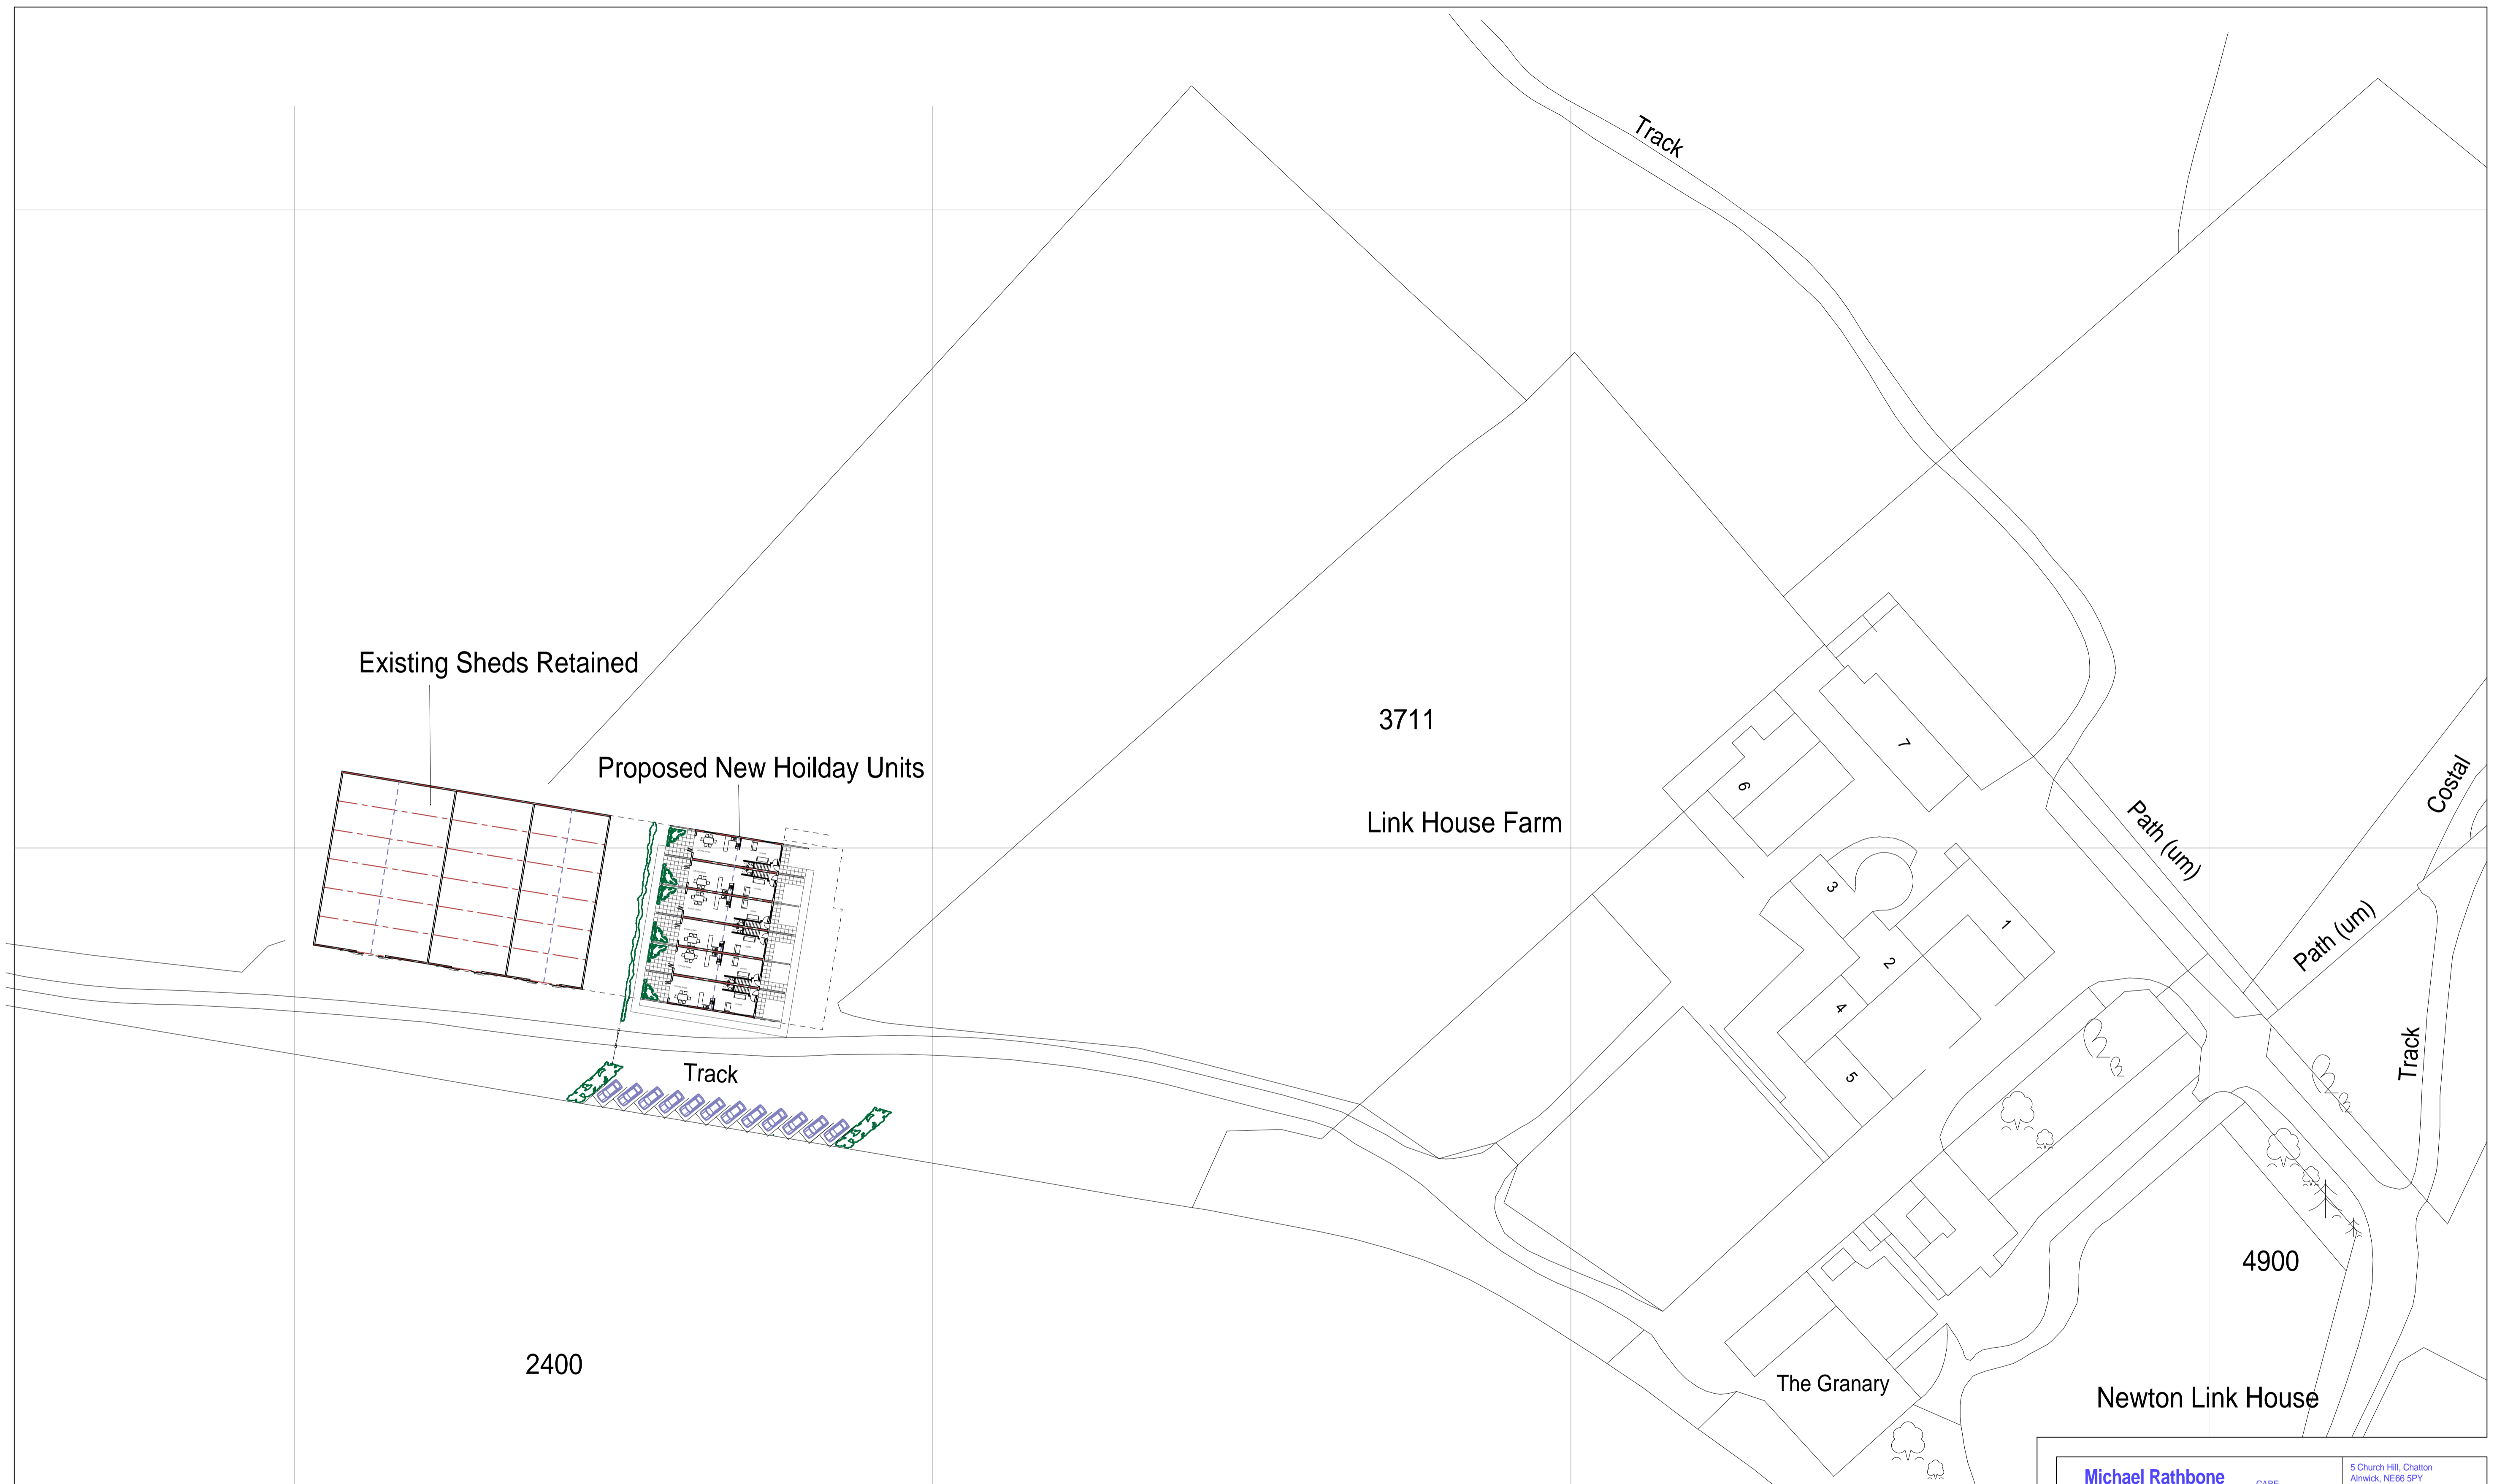 Track
Existing Sheds Retained
Proposed New Hoilday Units
3711
Link House Farm
7
6
3
1
2
4
5
Path (um)
Costal
Path (um)
Track
Track
4900
2400
The Granary
Newton Link House
Michael Rathbone
CABE
5 Church Hill, Chatton
Alnwick, NE66 5PY